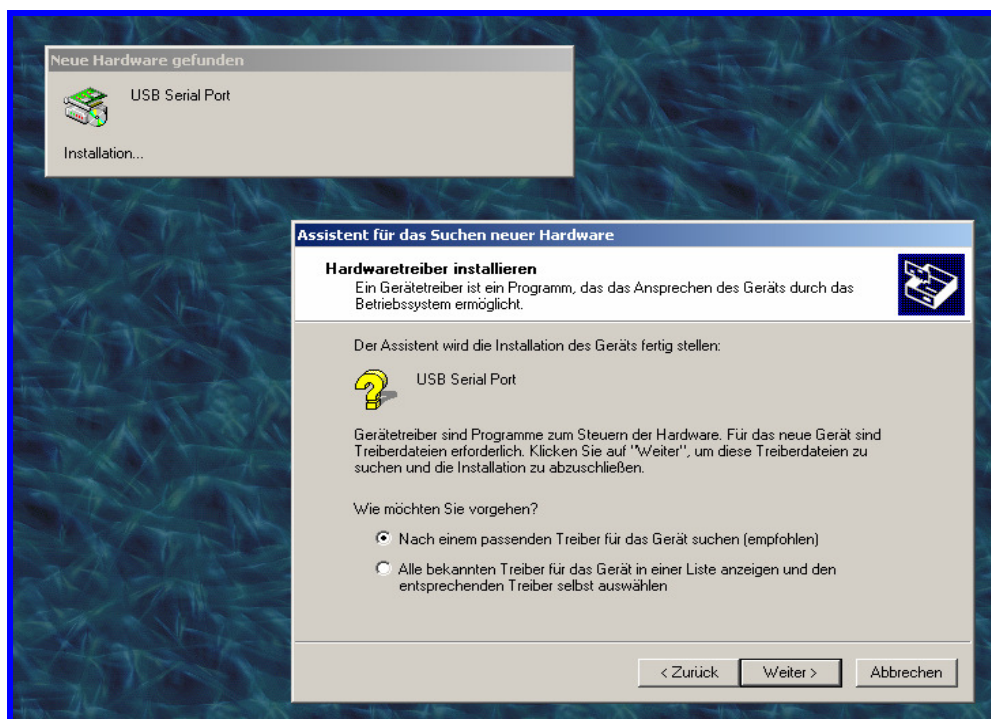 Neue Hardware gefunden
USB Serial Port
Installation...
Assistent für das Suchen neuer Hardware
Hardwaretreiber installieren
Ein Gerätetreiber ist ein Programm, das das Ansprechen des Geräts durch das
Betriebssystem ermöglicht.
Der Assistent wird die Installation des Geräts fertig stellen:
USB Serial Port
Gerätetreiber sind Programme zum Steuern der Hardware. Für das neue Gerät sind
Treiberdateien erforderlich. Klicken Sie auf "Weiter", um diese Treiberdateien zu
suchen und die Installation zu abzuschließen.
Wie möchten Sie vorgehen?
Nach einem passenden Treiber für das Gerät suchen (empfohlen)
Alle bekannten Treiber für das Gerät in einer Liste anzeigen und den
entsprechenden Treiber selbst auswählen
< Zurück Weiter > Abbrechen